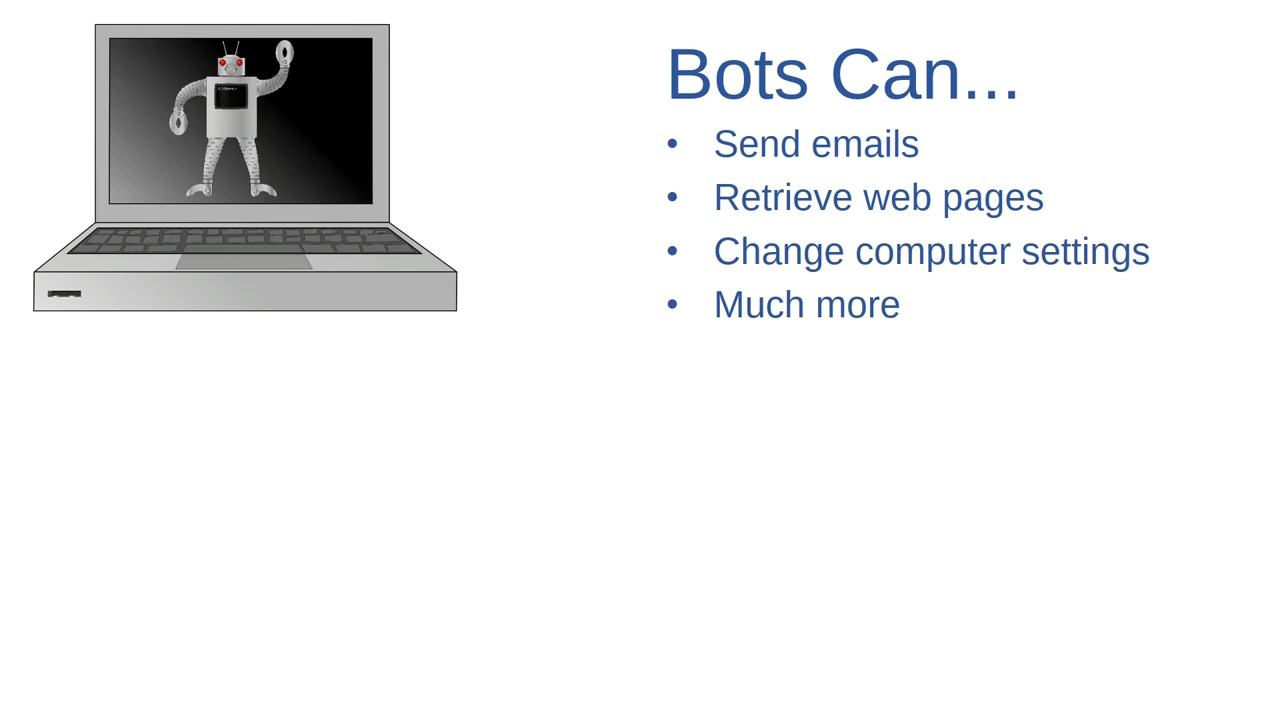 Bots Can...
• Send emails
• Retrieve web pages
• Change computer settings
• Much more